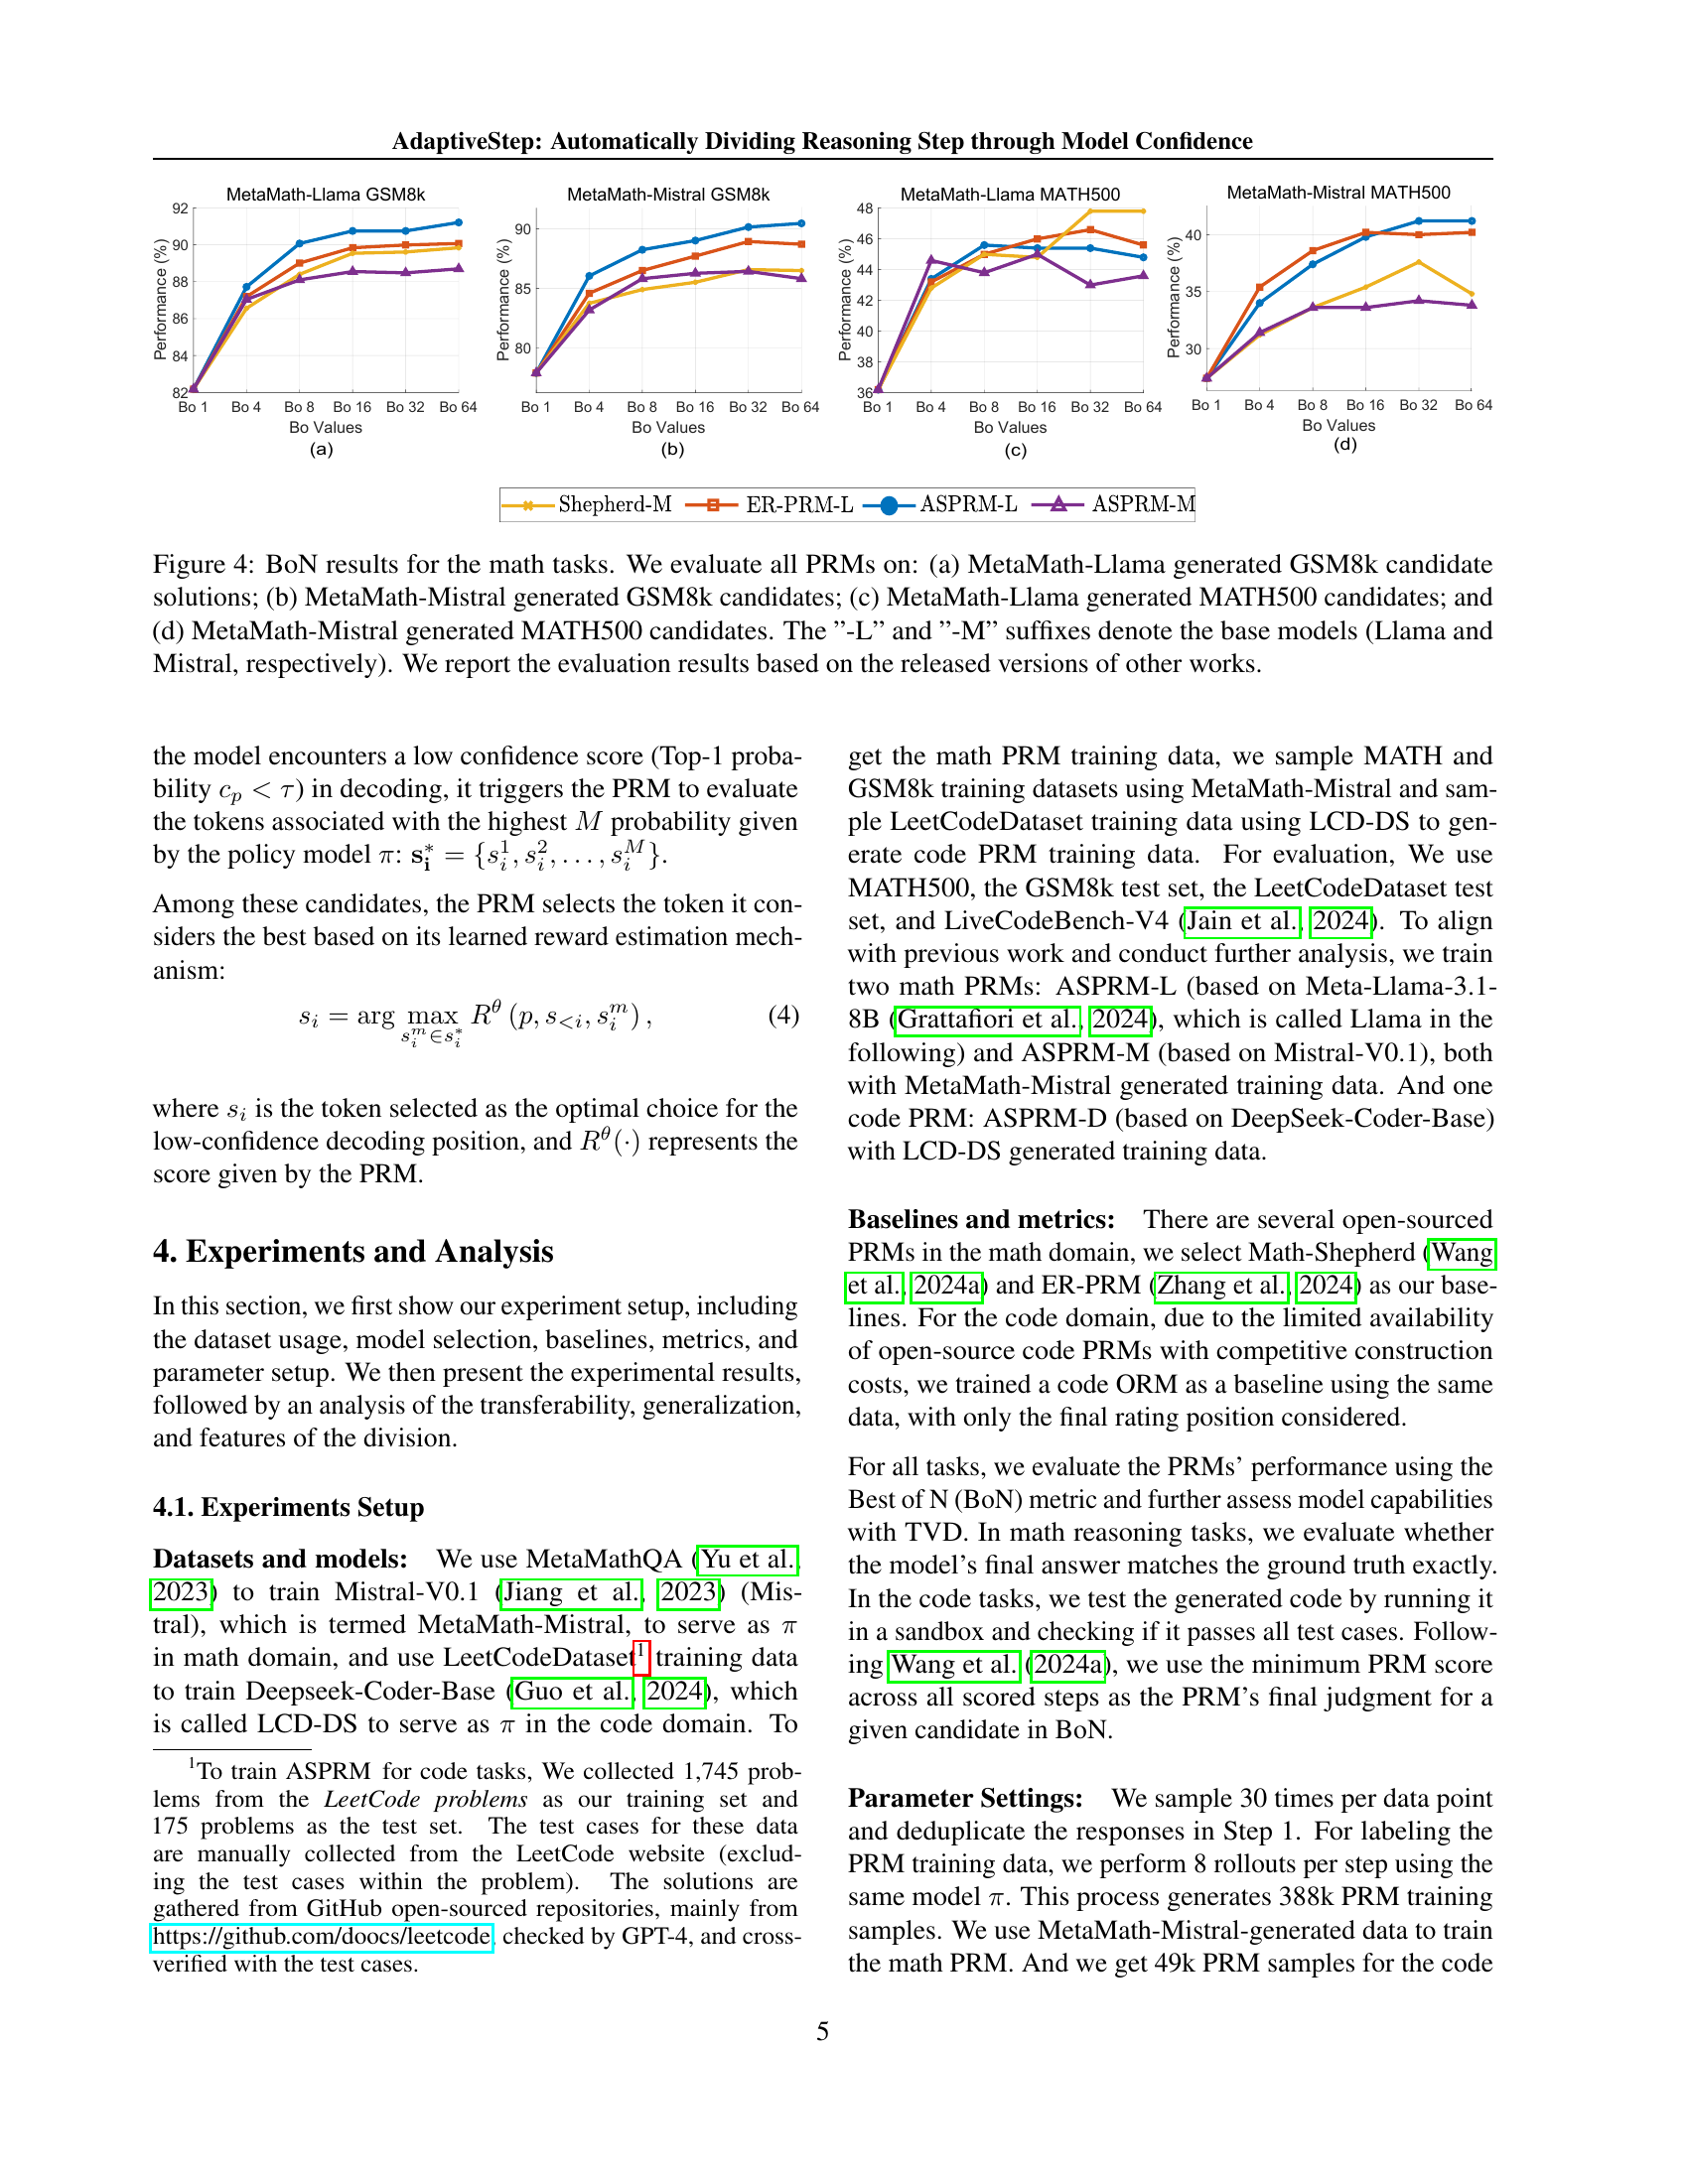 AdaptiveStep: Automatically Dividing Reasoning Step through Model Confidence
MetaMath-Llama GSM8k
92
90
88
86
84
82
Performance (%)
Bo 1 Bo 4 Bo 8 Bo 16 Bo 32 Bo 64
Bo Values
(a)
MetaMath-Mistral GSM8k
90
85
80
Performance (%)
Bo 1 Bo 4 Bo 8 Bo 16 Bo 32 Bo 64
Bo Values
(b)
MetaMath-Llama MATH500
48
46
44
42
40
38
36
Performance (%)
Bo 1 Bo 4 Bo 8 Bo 16 Bo 32 Bo 64
Bo Values
(c)
MetaMath-Mistral MATH500
40
35
30
Performance (%)
Bo 1 Bo 4 Bo 8 Bo 16 Bo 32 Bo 64
Bo Values
(d)
Shepherd-M ER-PRM-L ASPRM-L ASPRM-M
Figure 4: BoN results for the math tasks. We evaluate all PRMs on: (a) MetaMath-Llama generated GSM8k candidate
solutions; (b) MetaMath-Mistral generated GSM8k candidates; (c) MetaMath-Llama generated MATH500 candidates; and
(d) MetaMath-Mistral generated MATH500 candidates. The ”-L” and ”-M” suffixes denote the base models (Llama and
Mistral, respectively). We report the evaluation results based on the released versions of other works.
the model encounters a low confidence score (Top-1 proba-
bility c_p < τ) in decoding, it triggers the PRM to evaluate
the tokens associated with the highest M probability given
by the policy model π: s_i^* = {s_i^1, s_i^2, . . . , s_i^M}.
Among these candidates, the PRM selects the token it con-
siders the best based on its learned reward estimation mech-
anism:
s_i = arg max_{s_i^m ∈ s_i^*} R^θ (p, s_{<i}, s_i^m) , (4)
where s_i is the token selected as the optimal choice for the
low-confidence decoding position, and R^θ(·) represents the
score given by the PRM.
4. Experiments and Analysis
In this section, we first show our experiment setup, including
the dataset usage, model selection, baselines, metrics, and
parameter setup. We then present the experimental results,
followed by an analysis of the transferability, generalization,
and features of the division.
4.1. Experiments Setup
Datasets and models: We use MetaMathQA (Yu et al.,
2023) to train Mistral-V0.1 (Jiang et al., 2023) (Mis-
tral), which is termed MetaMath-Mistral, to serve as π
in math domain, and use LeetCodeDataset1 training data
to train Deepseek-Coder-Base (Guo et al., 2024), which
is called LCD-DS to serve as π in the code domain. To
1To train ASPRM for code tasks, We collected 1,745 prob-
lems from the LeetCode problems as our training set and
175 problems as the test set. The test cases for these data
are manually collected from the LeetCode website (exclud-
ing the test cases within the problem). The solutions are
gathered from GitHub open-sourced repositories, mainly from
https://github.com/doocs/leetcode, checked by GPT-4, and cross-
verified with the test cases.
get the math PRM training data, we sample MATH and
GSM8k training datasets using MetaMath-Mistral and sam-
ple LeetCodeDataset training data using LCD-DS to gen-
erate code PRM training data. For evaluation, We use
MATH500, the GSM8k test set, the LeetCodeDataset test
set, and LiveCodeBench-V4 (Jain et al., 2024). To align
with previous work and conduct further analysis, we train
two math PRMs: ASPRM-L (based on Meta-Llama-3.1-
8B (Grattafiori et al., 2024), which is called Llama in the
following) and ASPRM-M (based on Mistral-V0.1), both
with MetaMath-Mistral generated training data. And one
code PRM: ASPRM-D (based on DeepSeek-Coder-Base)
with LCD-DS generated training data.
Baselines and metrics: There are several open-sourced
PRMs in the math domain, we select Math-Shepherd (Wang
et al., 2024a) and ER-PRM (Zhang et al., 2024) as our base-
lines. For the code domain, due to the limited availability
of open-source code PRMs with competitive construction
costs, we trained a code ORM as a baseline using the same
data, with only the final rating position considered.
For all tasks, we evaluate the PRMs’ performance using the
Best of N (BoN) metric and further assess model capabilities
with TVD. In math reasoning tasks, we evaluate whether
the model’s final answer matches the ground truth exactly.
In the code tasks, we test the generated code by running it
in a sandbox and checking if it passes all test cases. Follow-
ing Wang et al. (2024a), we use the minimum PRM score
across all scored steps as the PRM’s final judgment for a
given candidate in BoN.
Parameter Settings: We sample 30 times per data point
and deduplicate the responses in Step 1. For labeling the
PRM training data, we perform 8 rollouts per step using the
same model π. This process generates 388k PRM training
samples. We use MetaMath-Mistral-generated data to train
the math PRM. And we get 49k PRM samples for the code
5